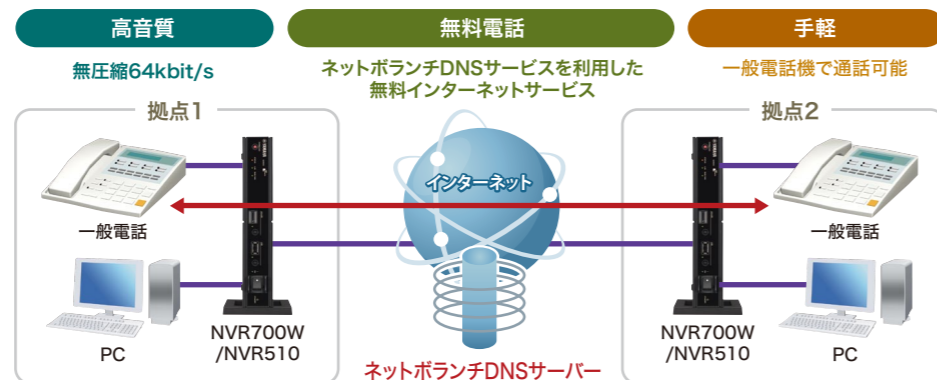 高音質
無料電話
手軽
無圧縮64kbit/s
ネットボランチDNSサービスを利用した
無料インターネットサービス
一般電話機で通話可能
拠点1
拠点2
インターネット
一般電話
一般電話
PC
NVR700W
/NVR510
ネットボランチDNSサーバー
NVR700W
/NVR510
PC